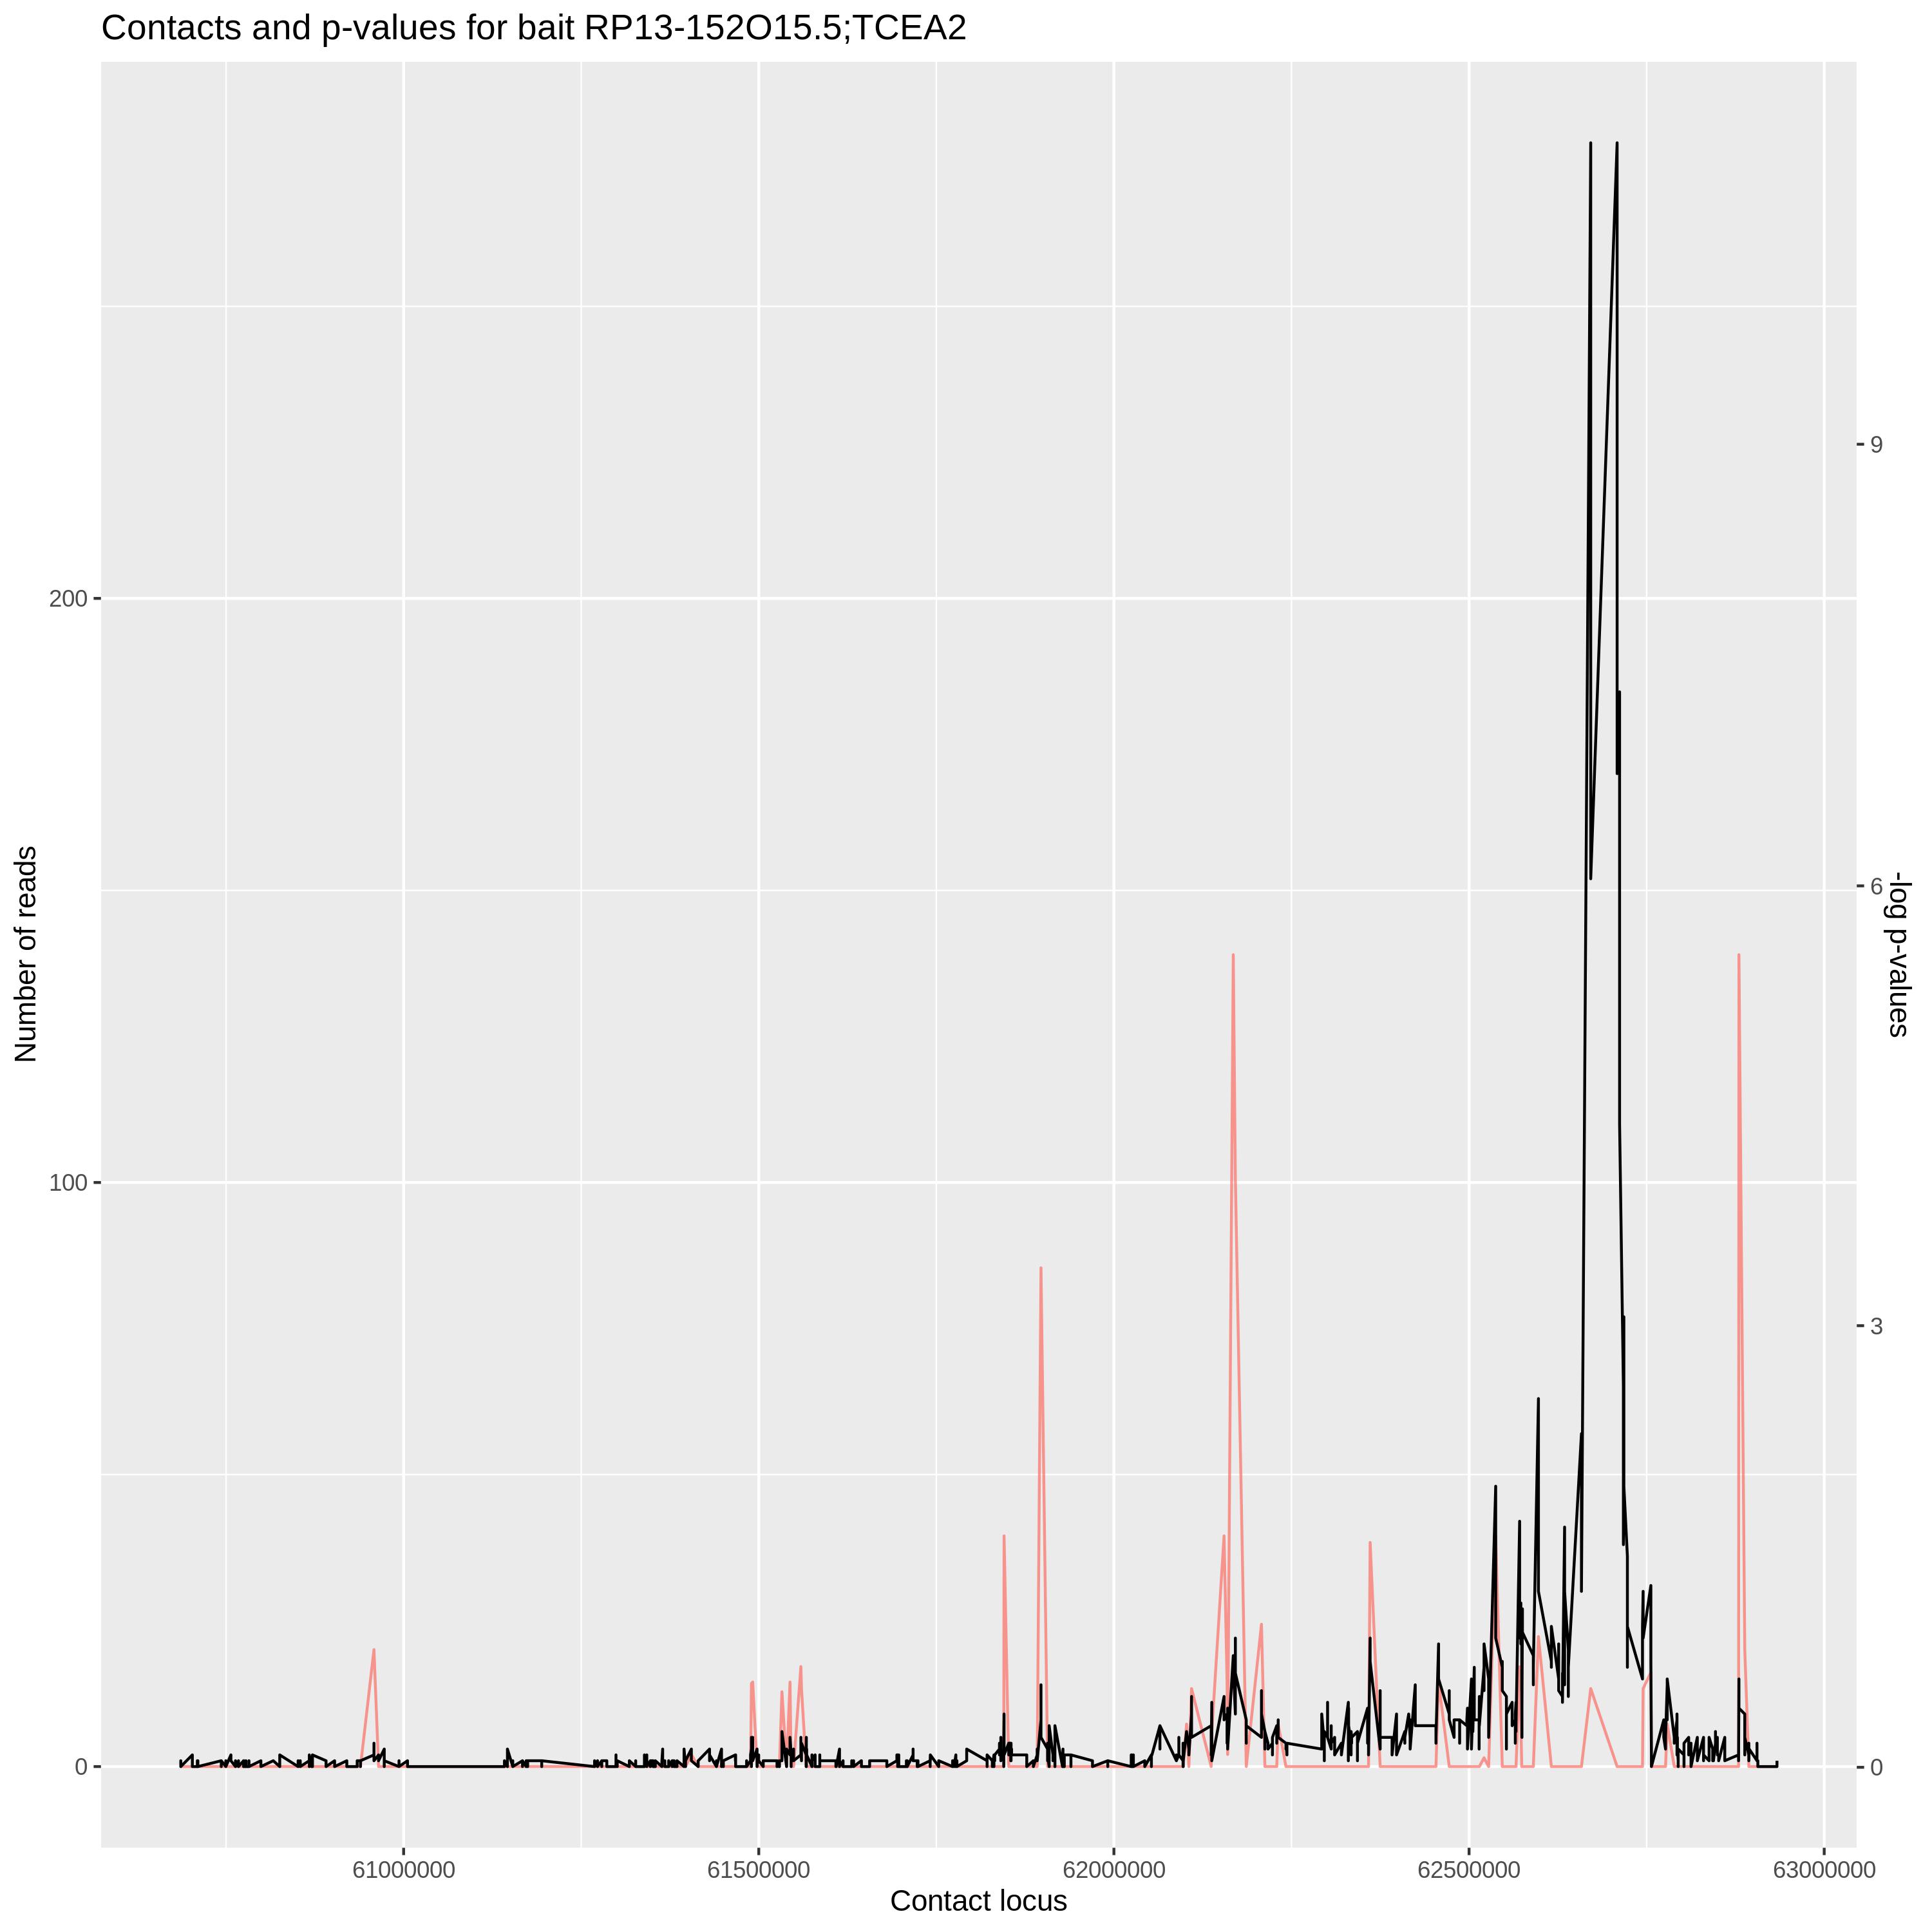 Contacts and p-values for bait RP13-152O15.5;TCEA2
Number of reads
200
100
0
9
6
3
0
-log p-values
61000000 61500000 62000000 62500000 63000000
Contact locus